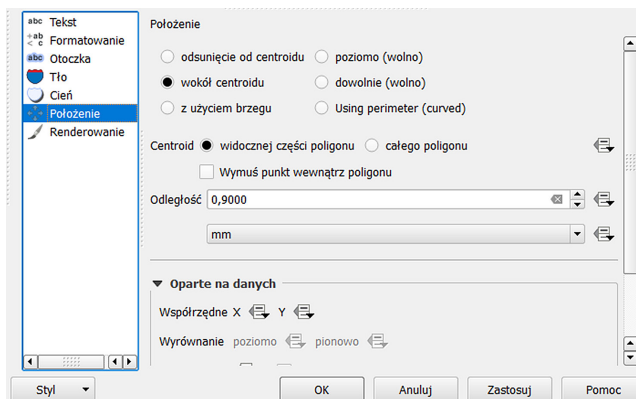 abc Tekst
+ab < c Formatowanie
abc Otoczka
Tło
Cień
Położenie
Renderowanie
Położenie
odsunięcie od centroidu poziomo (wolno)
wokół centroidu dowolnie (wolno)
z użyciem brzegu Using perimeter (curved)
Centroid widocznej części poligonu całego poligonu
Wymuś punkt wewnątrz poligonu
Odległość 0,9000
mm
Oparte na danych
Współrzędne X Y
Wyrównanie poziomo pionowo
Styl OK Anuluj Zastosuj Pomoc